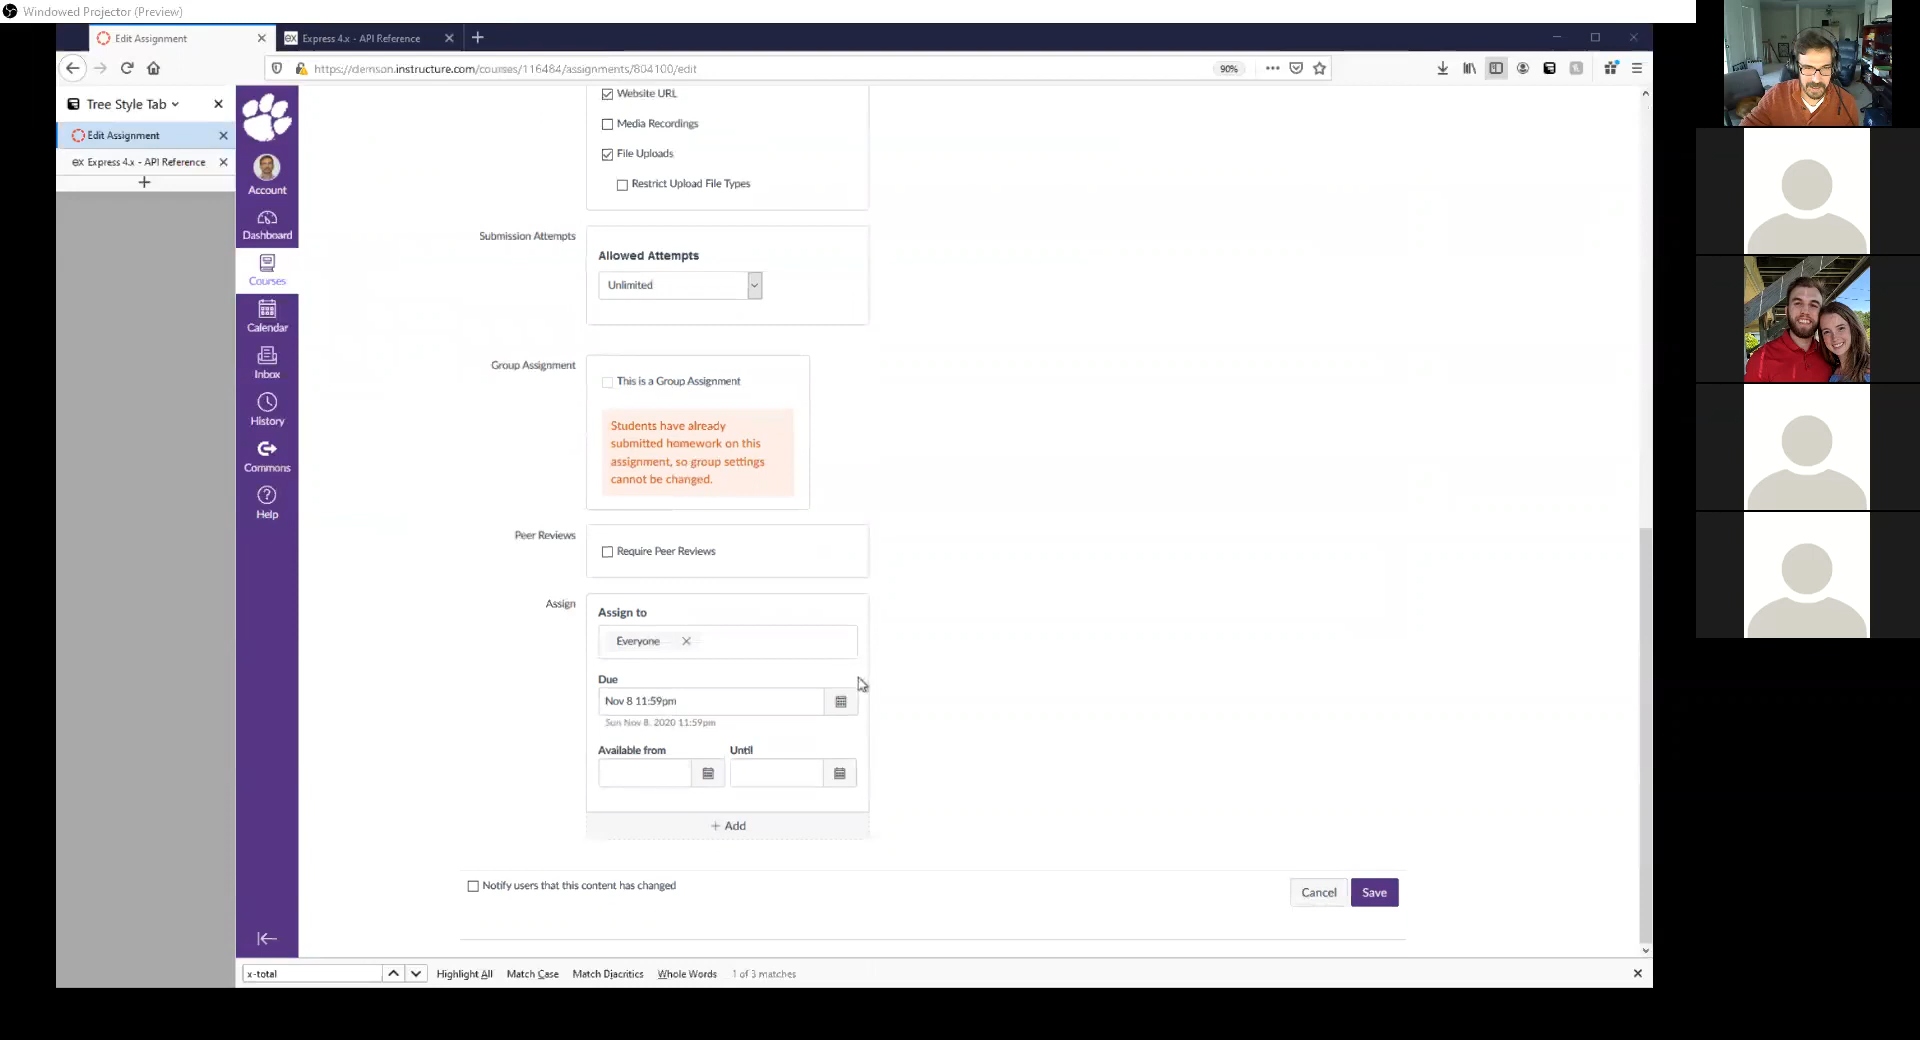 Windowed Projector (Preview)
Edit Assignment
ex Express 4.x - API Reference
https://clemson.instructure.com/courses/116484/assignments/804100/edit
90%
Tree Style Tab
Edit Assignment
ex Express 4.x - API Reference
Account
Dashboard
Courses
Calendar
Inbox
History
Commons
Help
Website URL
Media Recordings
File Uploads
Restrict Upload File Types
Submission Attempts
Allowed Attempts
Unlimited
Group Assignment
This is a Group Assignment
Students have already
submitted homework on this
assignment, so group settings
cannot be changed.
Peer Reviews
Require Peer Reviews
Assign
Assign to
Everyone
Due
Nov 8 11:59pm
Sun Nov 8, 2020 11:59pm
Available from
Until
+ Add
Notify users that this content has changed
Cancel
Save
x-total
Highlight All
Match Case
Match Diacritics
Whole Words
1 of 3 matches